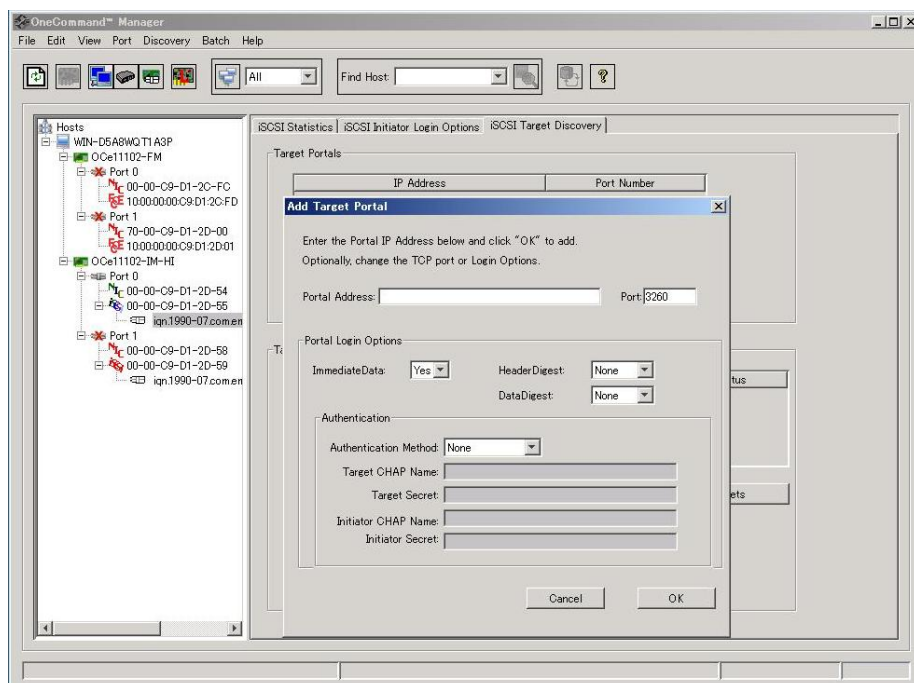 OneCommand™ Manager
File Edit View Port Discovery Batch Help
All
Find Host:
Hosts
WIN-D5A8WQT1A3P
OCe11102-FM
Port 0
NIC 00-00-C9-D1-2C-FC
FCoE 10:00:00:00:C9:D1:2C:FD
Port 1
NIC 70-00-C9-D1-2D-00
FCoE 10:00:00:00:C9:D1:2D:01
OCe11102-IM-HI
Port 0
NIC 00-00-C9-D1-2D-54
00-00-C9-D1-2D-55
iqn.1990-07.com.en
Port 1
NIC 00-00-C9-D1-2D-58
00-00-C9-D1-2D-59
iqn.1990-07.com.en
iSCSI Statistics iSCSI Initiator Login Options iSCSI Target Discovery
Target Portals
IP Address Port Number
Add Target Portal
Enter the Portal IP Address below and click "OK" to add.
Optionally, change the TCP port or Login Options.
Portal Address: Port: 3260
Portal Login Options
ImmediateData: Yes HeaderDigest: None
DataDigest: None
Authentication
Authentication Method: None
Target CHAP Name:
Target Secret:
Initiator CHAP Name:
Initiator Secret:
Cancel OK
Ta
tus
ets